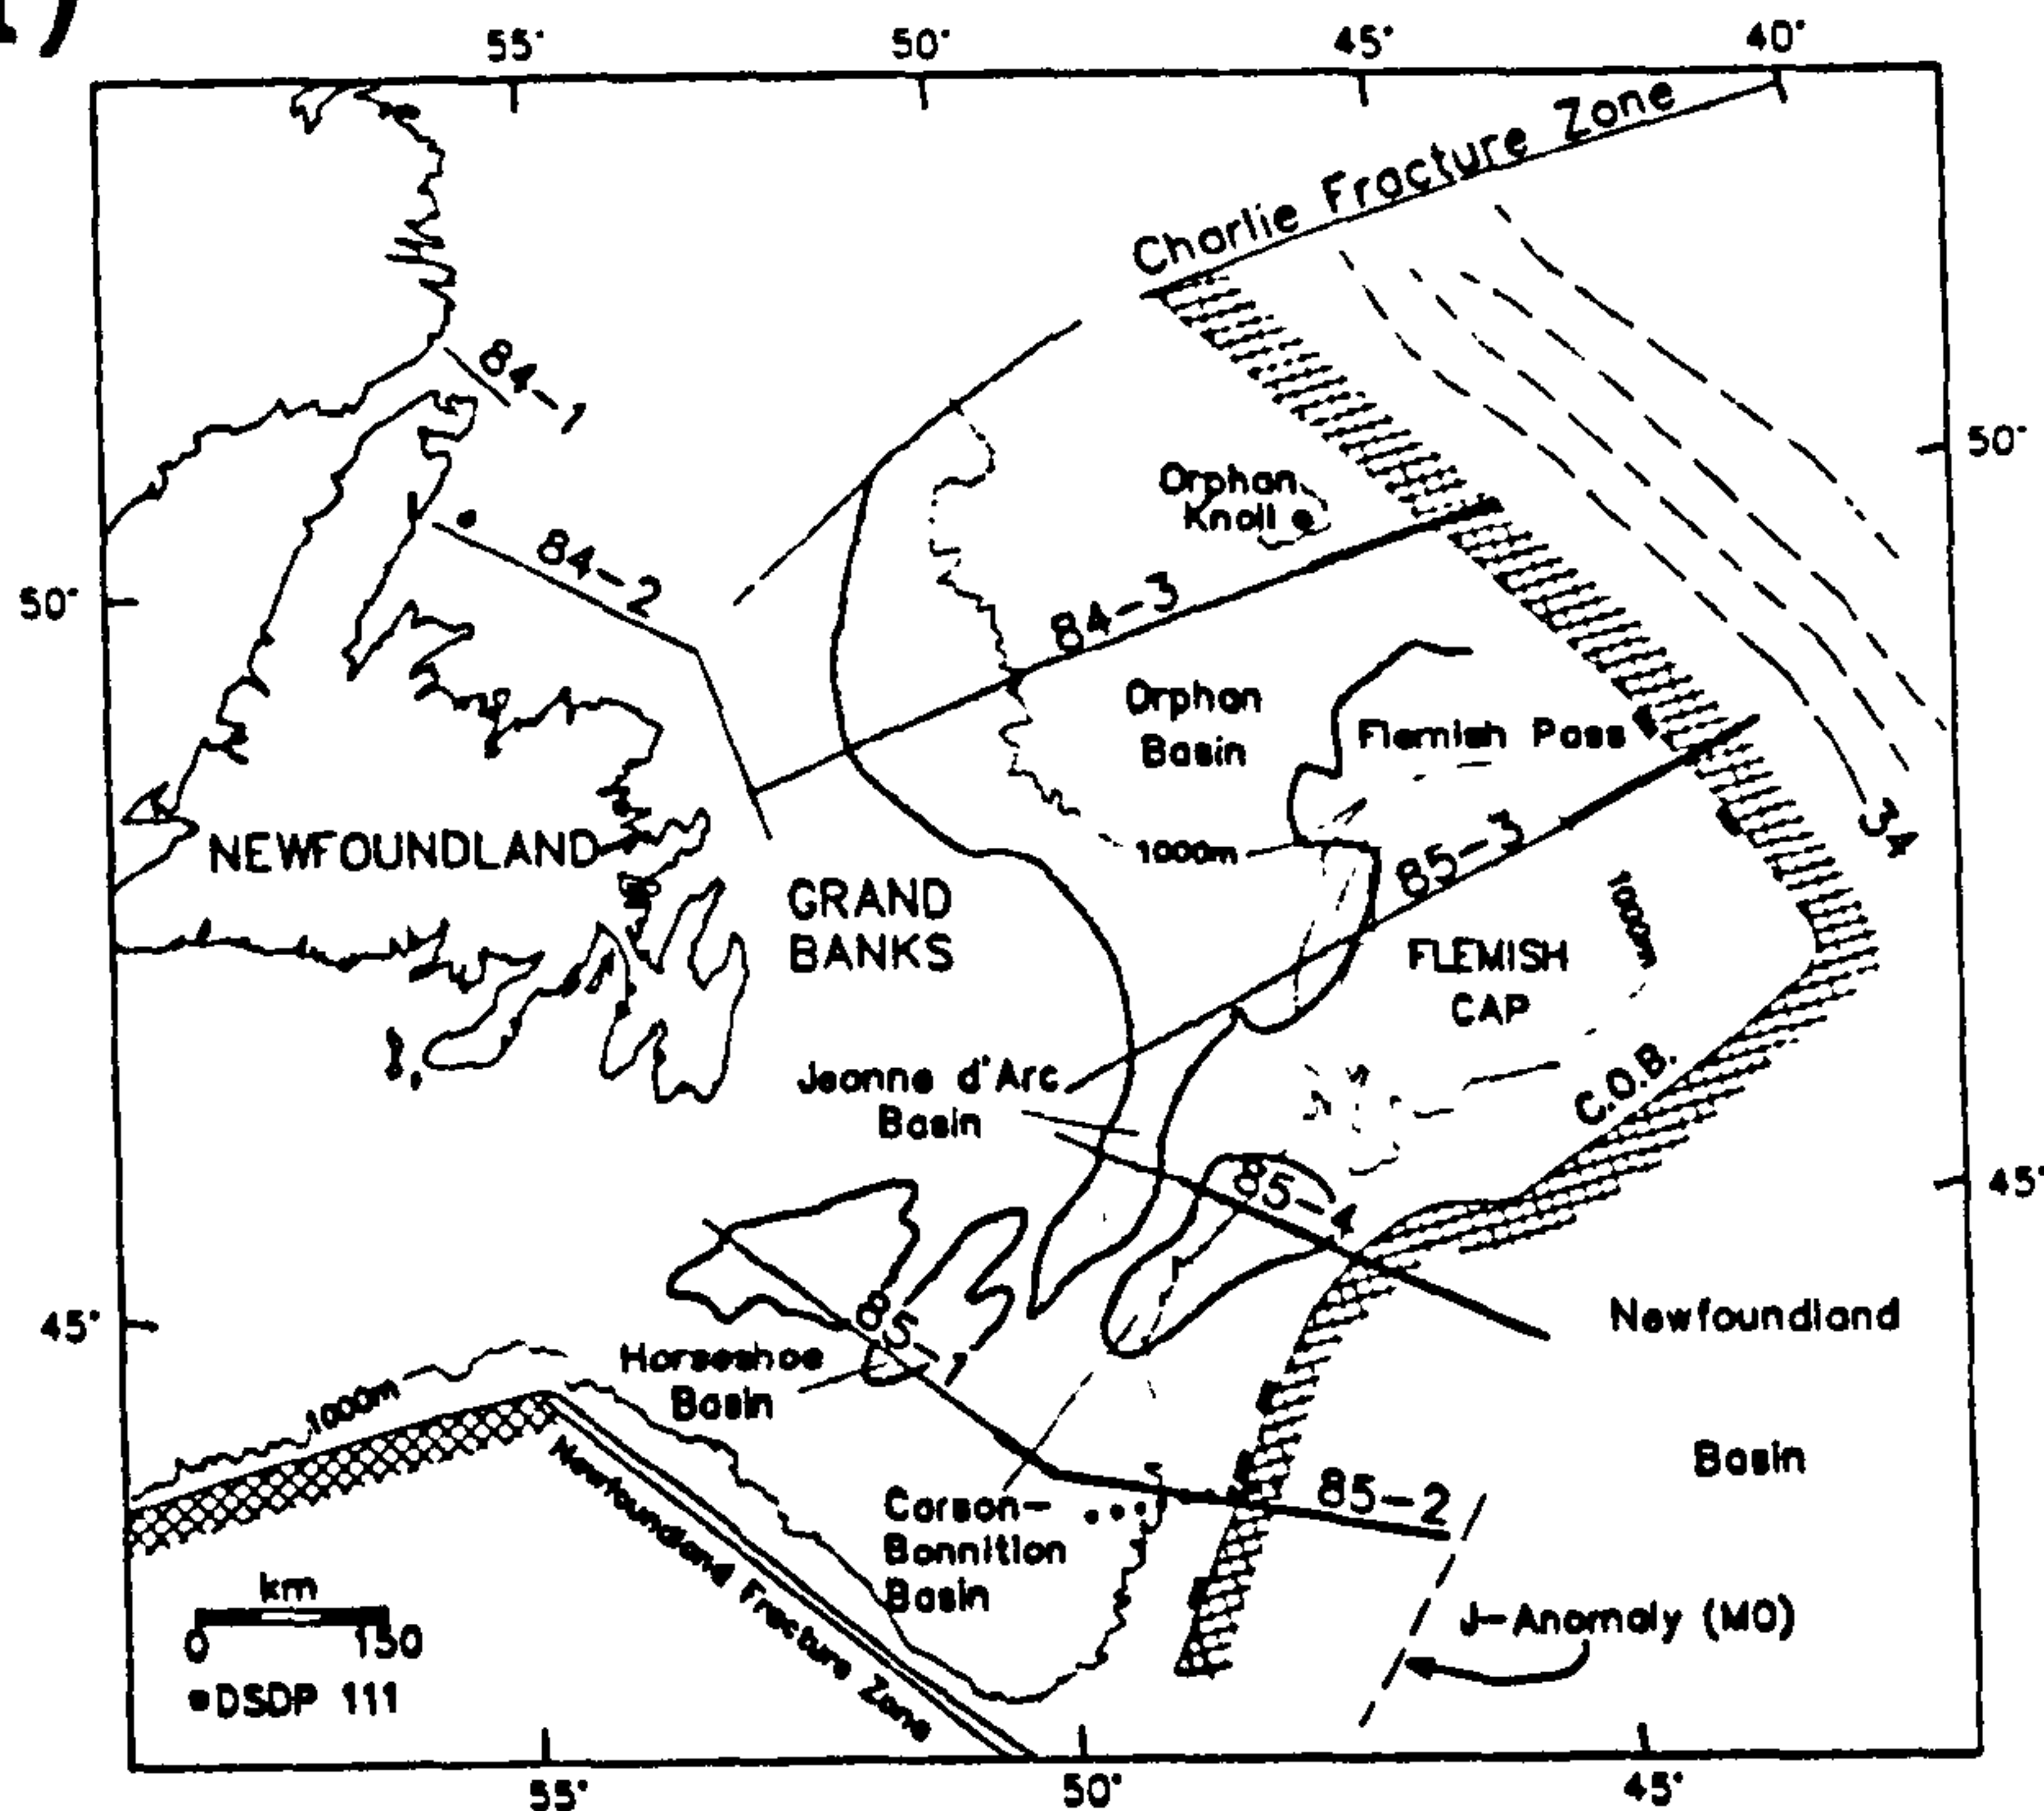 55°
50°
45°
40°
Charlie Fracture Zone
84-1
50°
Orphan
Knoll
84-2
50°
84-3
Orphan
Basin
Flemish Pass
34
NEWFOUNDLAND
1000m
85-3
GRAND
BANKS
1000m
FLEMISH
CAP
Jeanne d'Arc
Basin
C.O.B.
85-4
45°
45°
85-1
Newfoundland
Horseshoe
Basin
1000m
Basin
Newfoundland Fracture Zone
85-2
Carson-
Bonnition
Basin
km
0
150
J-Anomaly (M0)
DSDP 111
55°
50°
45°